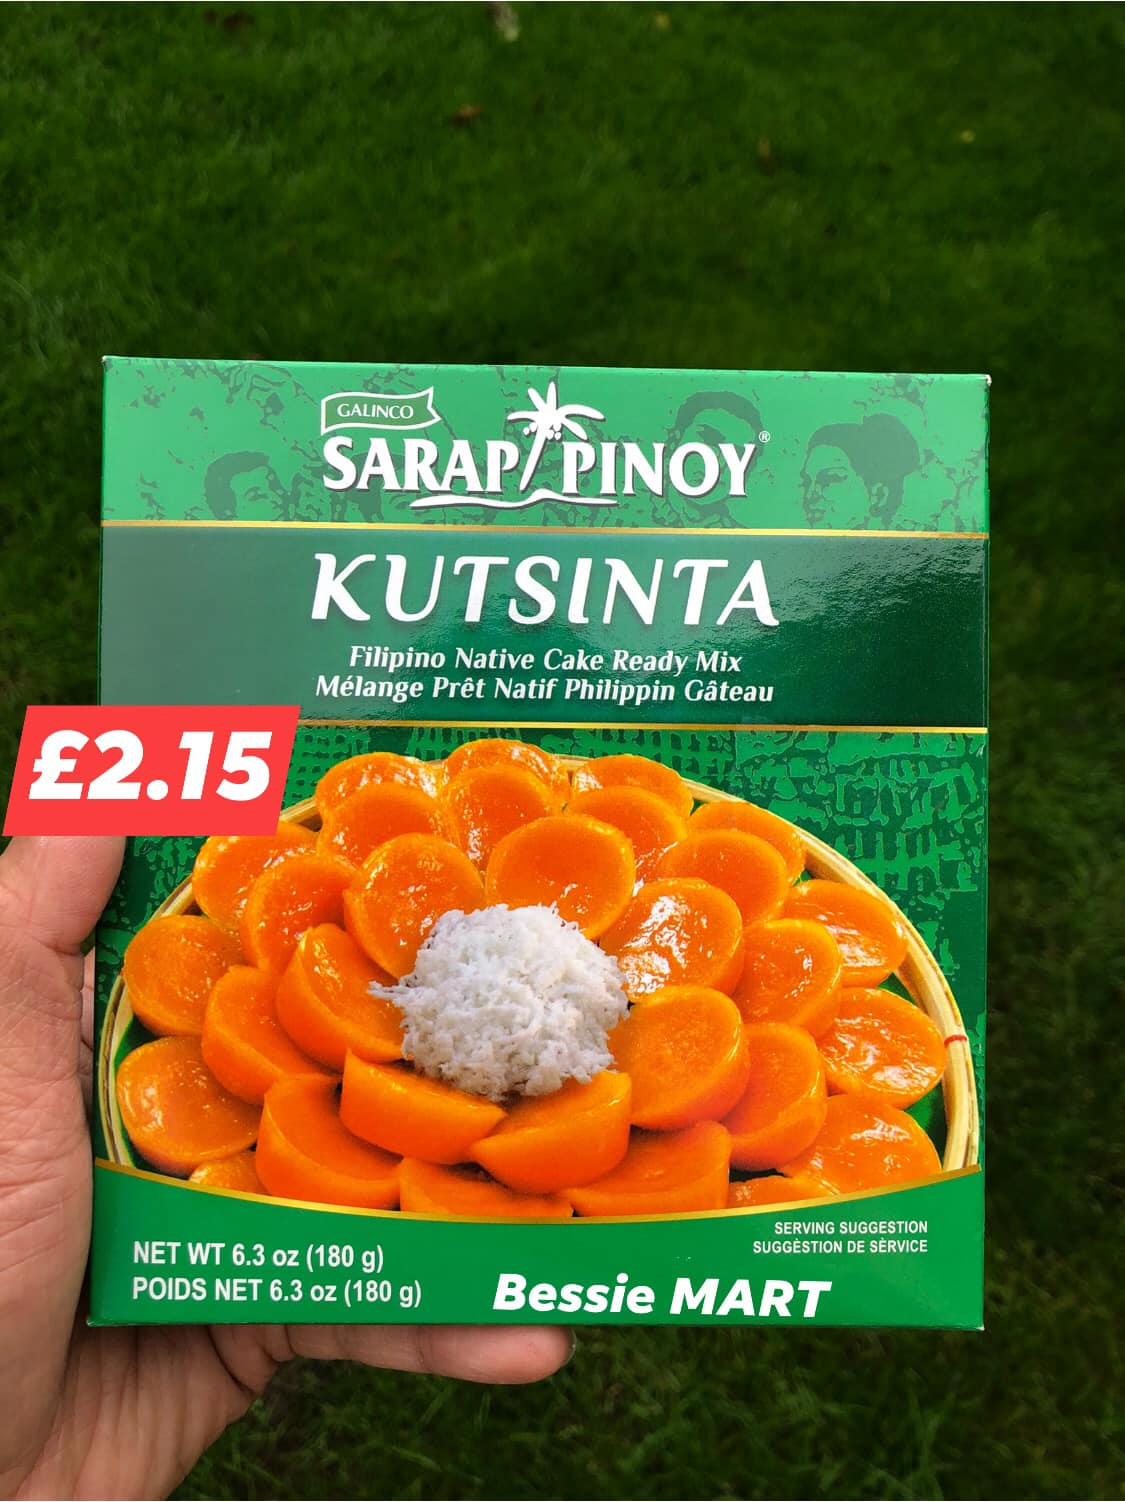 GALINCO
SARAP PINOY®
KUTSINTA
Filipino Native Cake Ready Mix
Mélange Prêt Natif Philippin Gâteau
£2.15
SERVING SUGGESTION
SUGGÈSTION DE SÈRVICE
NET WT 6.3 oz (180 g)
POIDS NET 6.3 oz (180 g)
Bessie MART